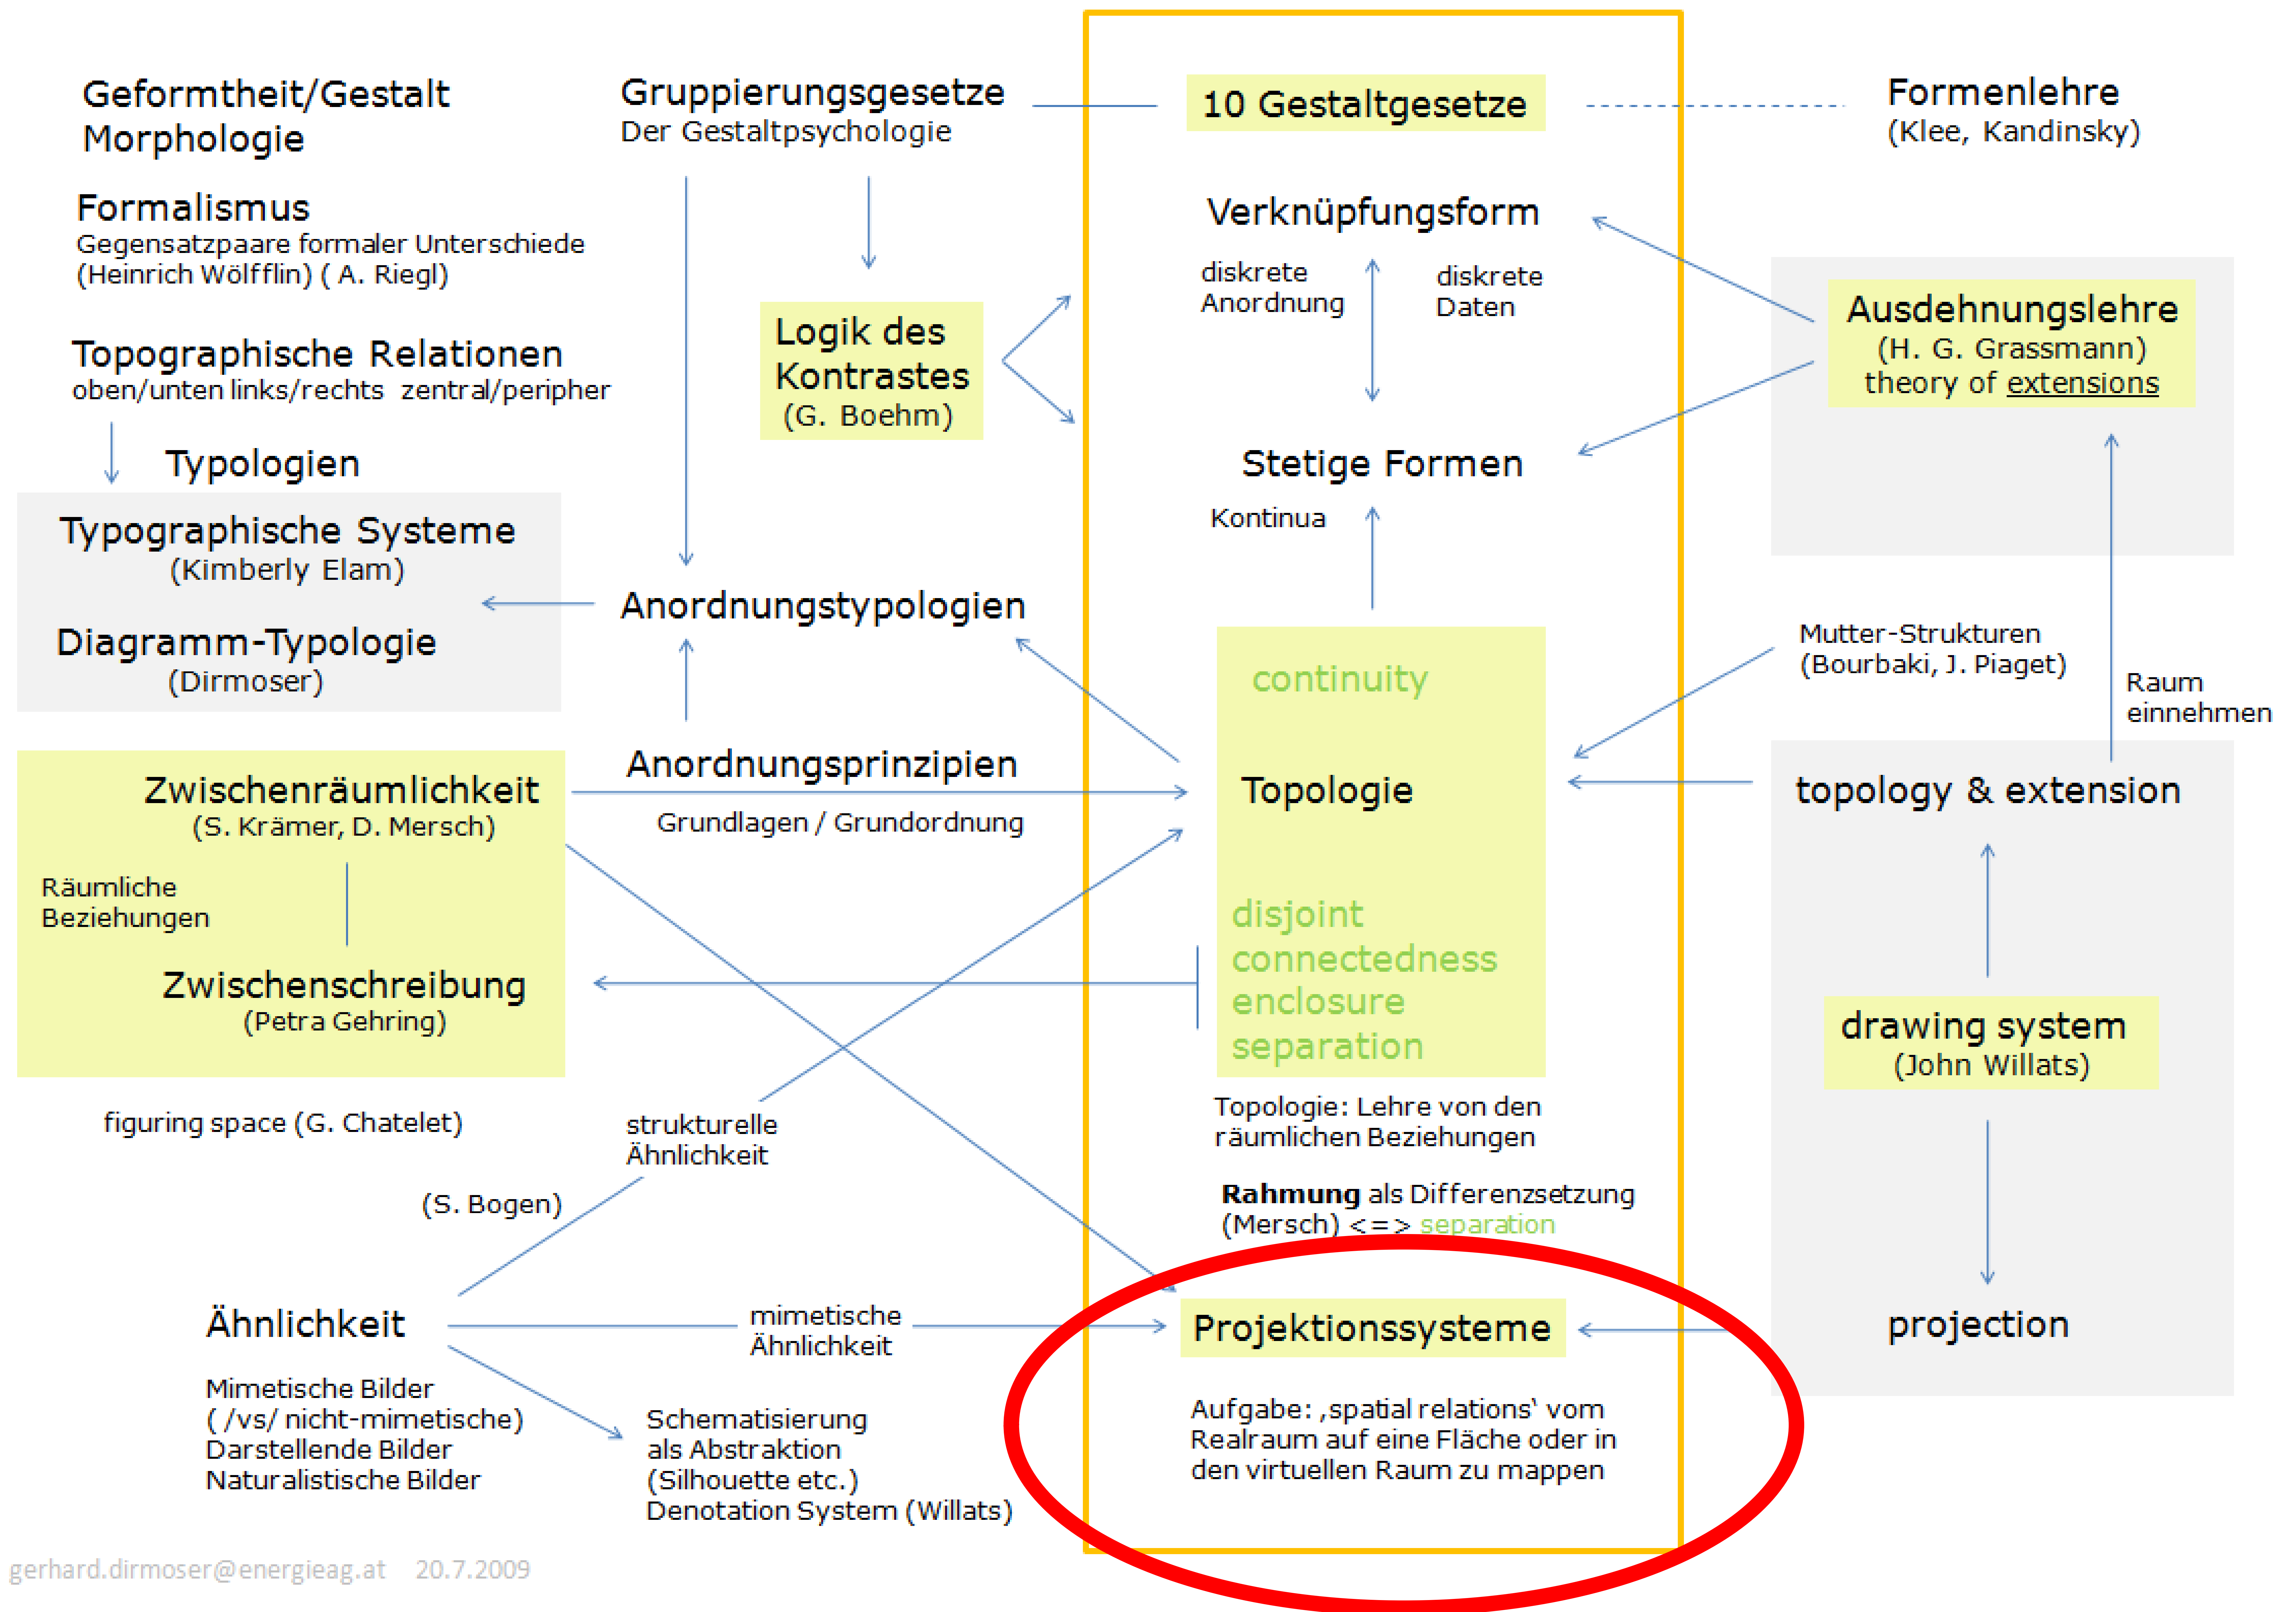 Geformtheit/Gestalt
Morphologie
Formalismus
Gegensatzpaare formaler Unterschiede
(Heinrich Wölfflin) ( A. Riegl)
Topographische Relationen
oben/unten links/rechts zentral/peripher
Typologien
Typographische Systeme
(Kimberly Elam)
Diagramm-Typologie
(Dirmoser)
Zwischenräumlichkeit
(S. Krämer, D. Mersch)
Räumliche
Beziehungen
Zwischenschreibung
(Petra Gehring)
figuring space (G. Chatelet)
(S. Bogen)
Ähnlichkeit
Mimetische Bilder
( /vs/ nicht-mimetische)
Darstellende Bilder
Naturalistische Bilder
Gruppierungsgesetze
Der Gestaltpsychologie
Logik des
Kontrastes
(G. Boehm)
Anordnungstypologien
Anordnungsprinzipien
Grundlagen / Grundordnung
strukturelle
Ähnlichkeit
mimetische
Ähnlichkeit
Schematisierung
als Abstraktion
(Silhouette etc.)
Denotation System (Willats)
10 Gestaltgesetze
Verknüpfungsform
diskrete
Anordnung
diskrete
Daten
Stetige Formen
Kontinua
continuity
Topologie
disjoint
connectedness
enclosure
separation
Topologie: Lehre von den
räumlichen Beziehungen
Rahmung als Differenzsetzung
(Mersch) <=> separation
Projektionssysteme
Aufgabe: ‚spatial relations‘ vom
Realraum auf eine Fläche oder in
den virtuellen Raum zu mappen
Formenlehre
(Klee, Kandinsky)
Ausdehnungslehre
(H. G. Grassmann)
theory of extensions
Mutter-Strukturen
(Bourbaki, J. Piaget)
Raum
einnehmen
topology & extension
drawing system
(John Willats)
projection
gerhard.dirmoser@energieag.at 20.7.2009